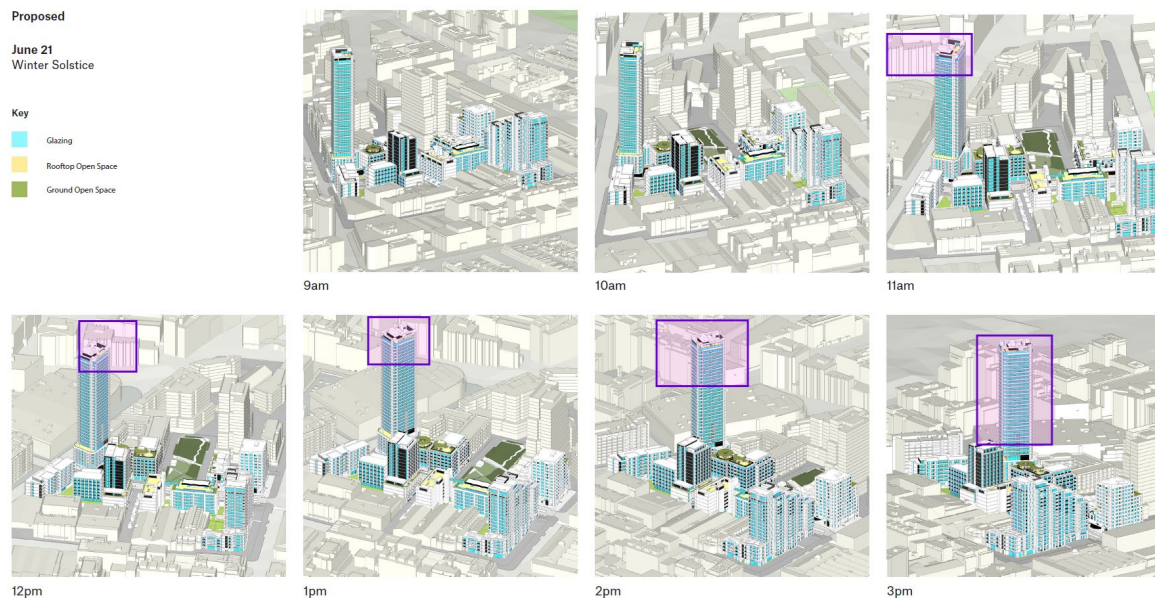 Proposed
June 21
Winter Solstice
Key
Glazing
Rooftop Open Space
Ground Open Space
9am
10am
11am
12pm
1pm
2pm
3pm